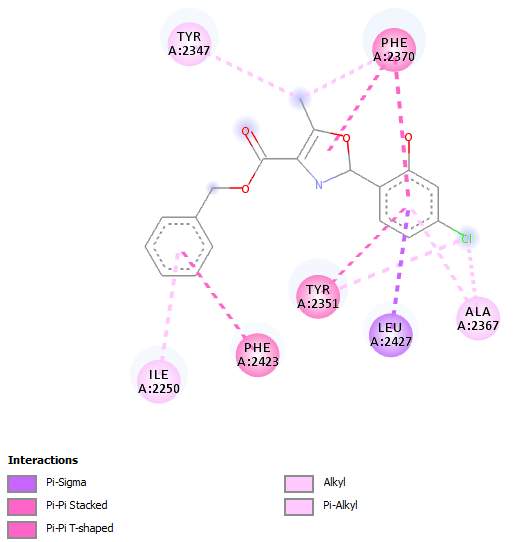 TYR
A:2347
PHE
A:2370
O
O
O
O
N
Cl
TYR
A:2351
LEU
A:2427
ALA
A:2367
PHE
A:2423
ILE
A:2250
Interactions
Pi-Sigma
Alkyl
Pi-Pi Stacked
Pi-Alkyl
Pi-Pi T-shaped